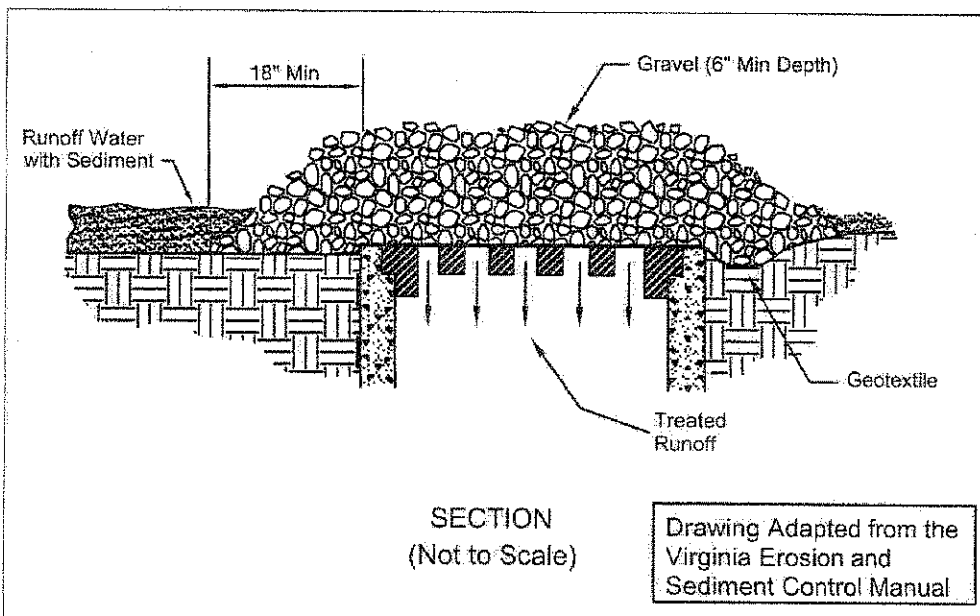 18" Min
Gravel (6" Min Depth)
Runoff Water
with Sediment
Geotextile
Treated
Runoff
SECTION
(Not to Scale)
Drawing Adapted from the
Virginia Erosion and
Sediment Control Manual